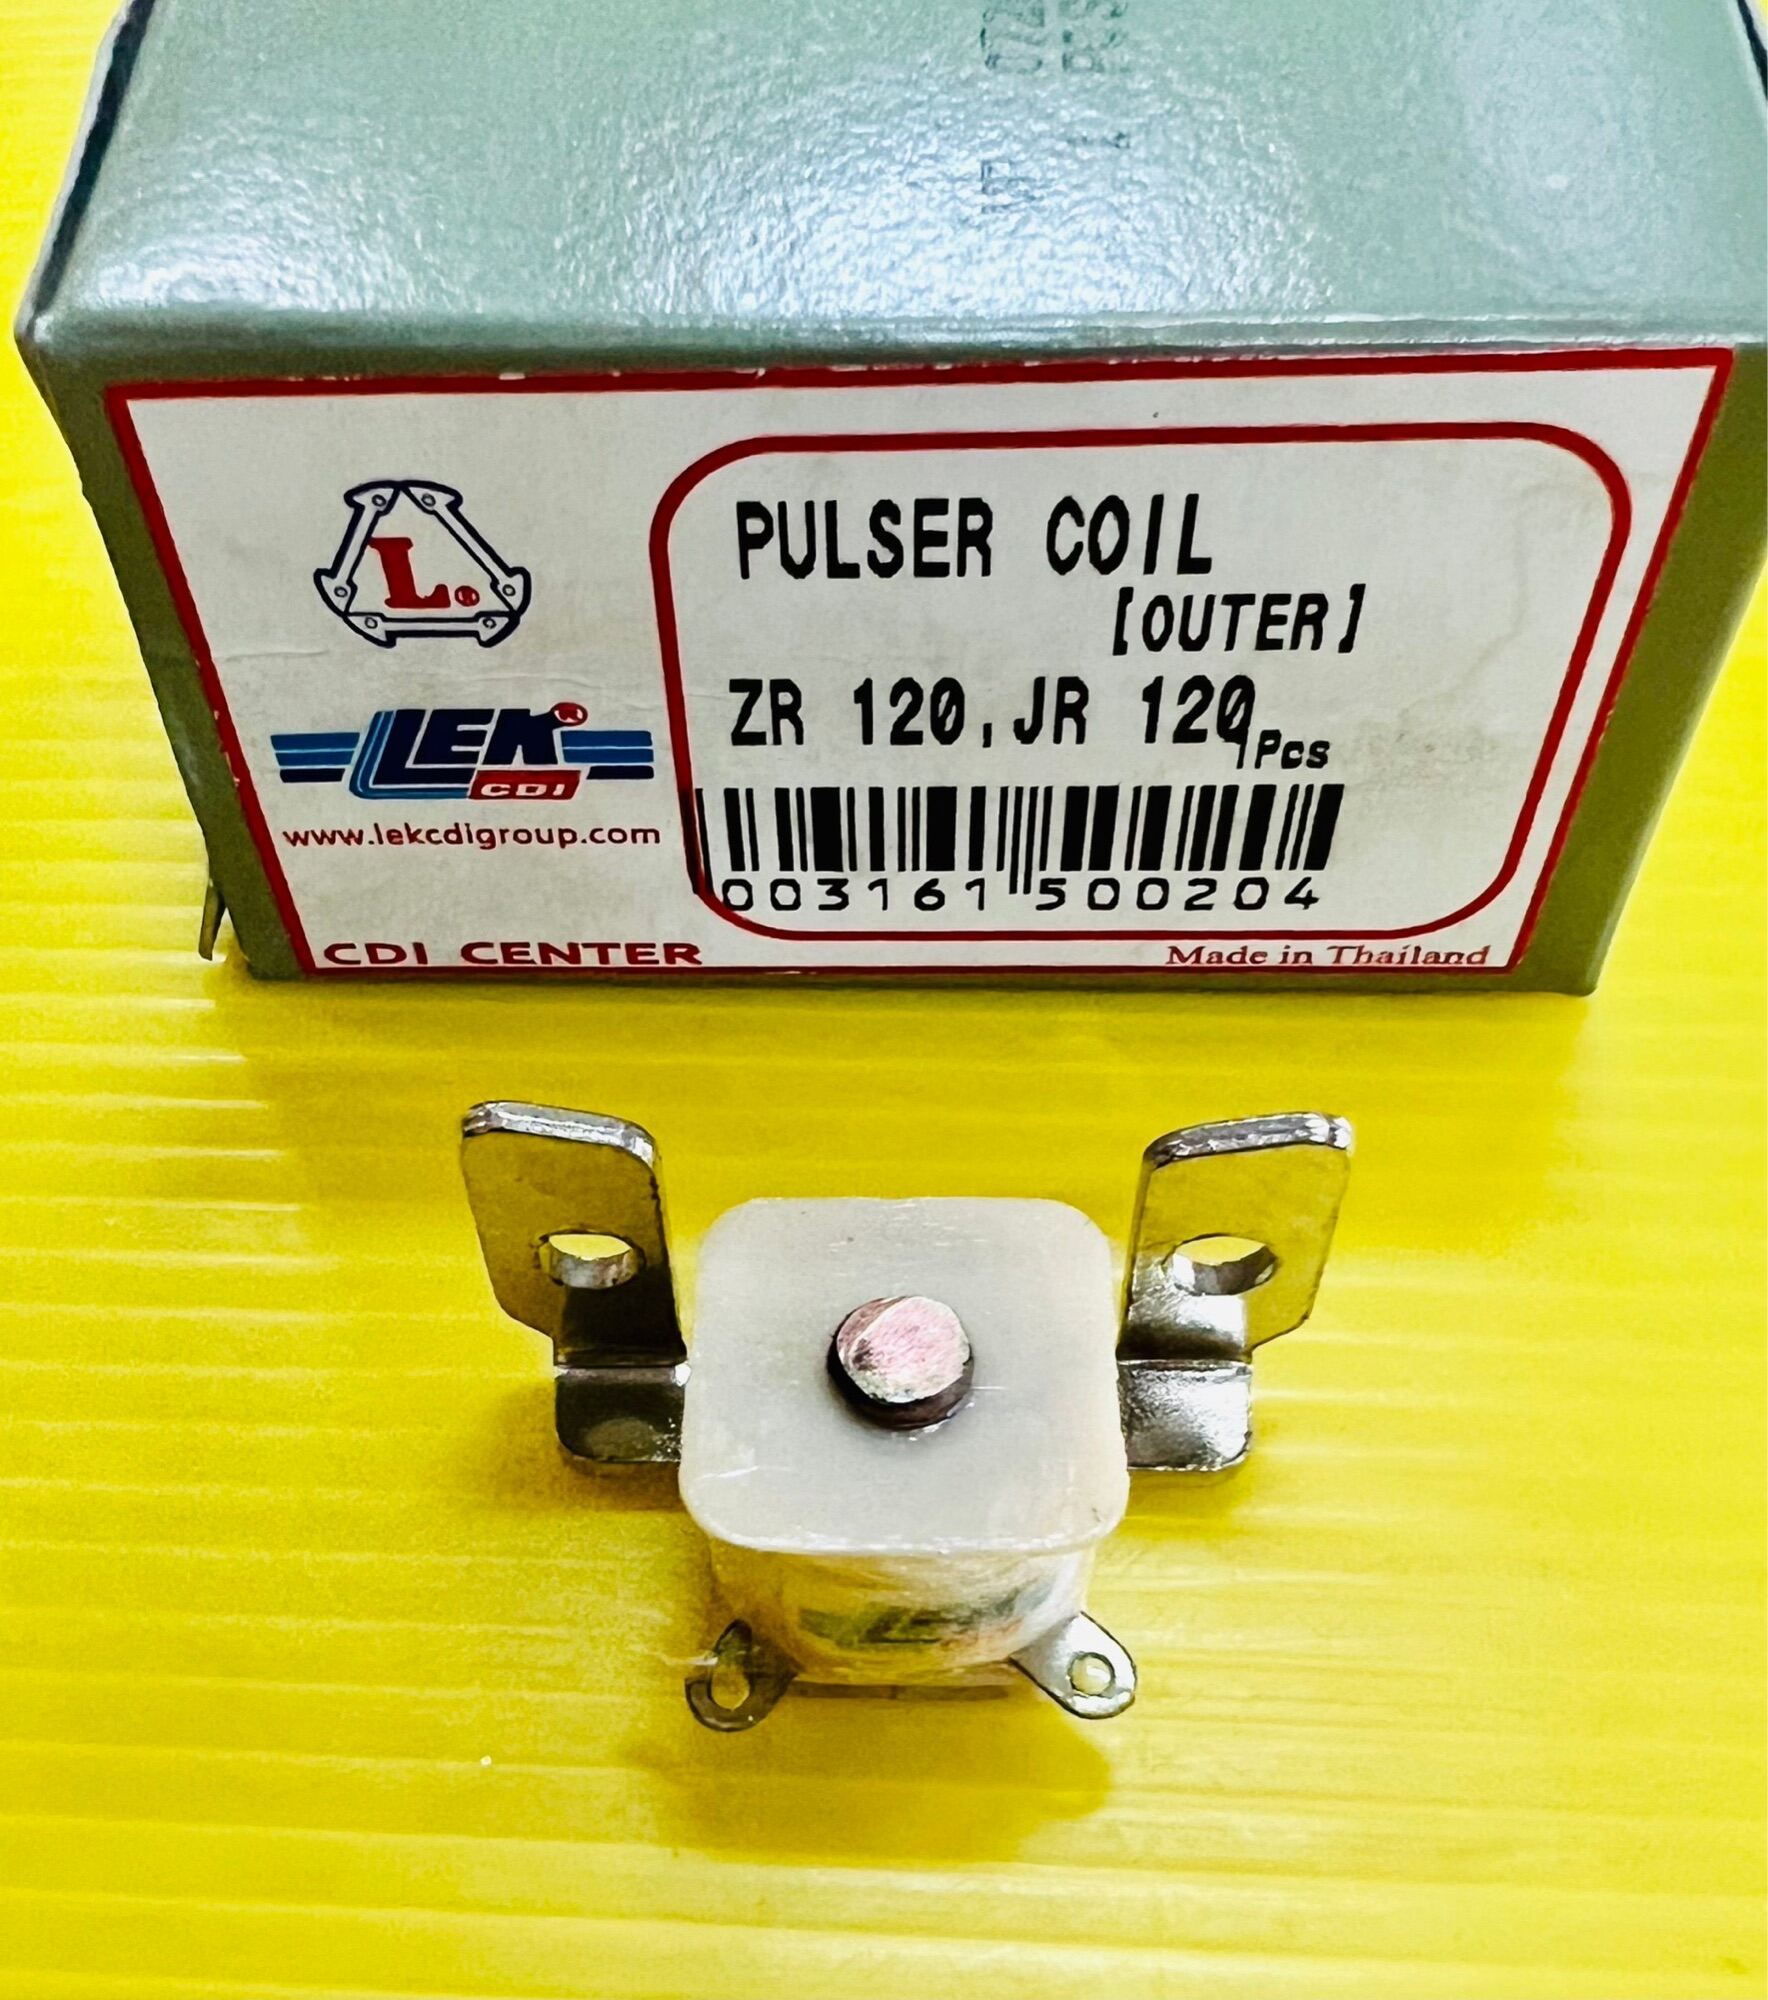 L.®
LEK®
CDI
www.lekcdigroup.com
CDI CENTER
PULSER COIL
[OUTER]
ZR 120,JR 120
1Pcs
003161 500204
Made in Thailand